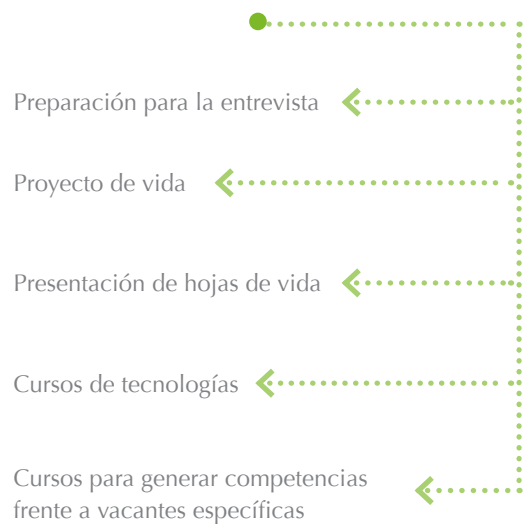 Preparación para la entrevista
Proyecto de vida
Presentación de hojas de vida
Cursos de tecnologías
Cursos para generar competencias
frente a vacantes específicas